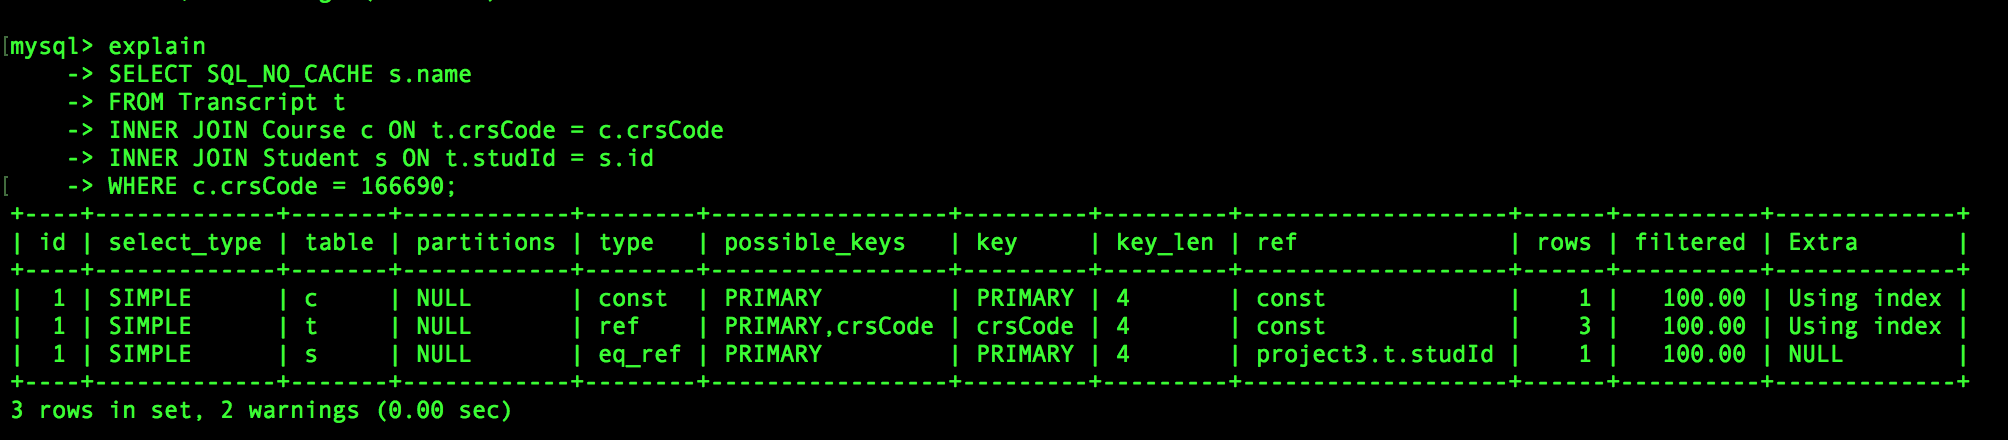 [mysql> explain
    -> SELECT SQL_NO_CACHE s.name
    -> FROM Transcript t
    -> INNER JOIN Course c ON t.crsCode = c.crsCode
    -> INNER JOIN Student s ON t.studId = s.id
[    -> WHERE c.crsCode = 166690;
+----+-------------+-------+------------+--------+-----------------+---------+---------+-------------------+------+----------+-------------+
| id | select_type | table | partitions | type   | possible_keys   | key     | key_len | ref               | rows | filtered | Extra       |
+----+-------------+-------+------------+--------+-----------------+---------+---------+-------------------+------+----------+-------------+
|  1 | SIMPLE      | c     | NULL       | const  | PRIMARY         | PRIMARY | 4       | const             |    1 |   100.00 | Using index |
|  1 | SIMPLE      | t     | NULL       | ref    | PRIMARY,crsCode | crsCode | 4       | const             |    3 |   100.00 | Using index |
|  1 | SIMPLE      | s     | NULL       | eq_ref | PRIMARY         | PRIMARY | 4       | project3.t.studId |    1 |   100.00 | NULL        |
+----+-------------+-------+------------+--------+-----------------+---------+---------+-------------------+------+----------+-------------+
3 rows in set, 2 warnings (0.00 sec)